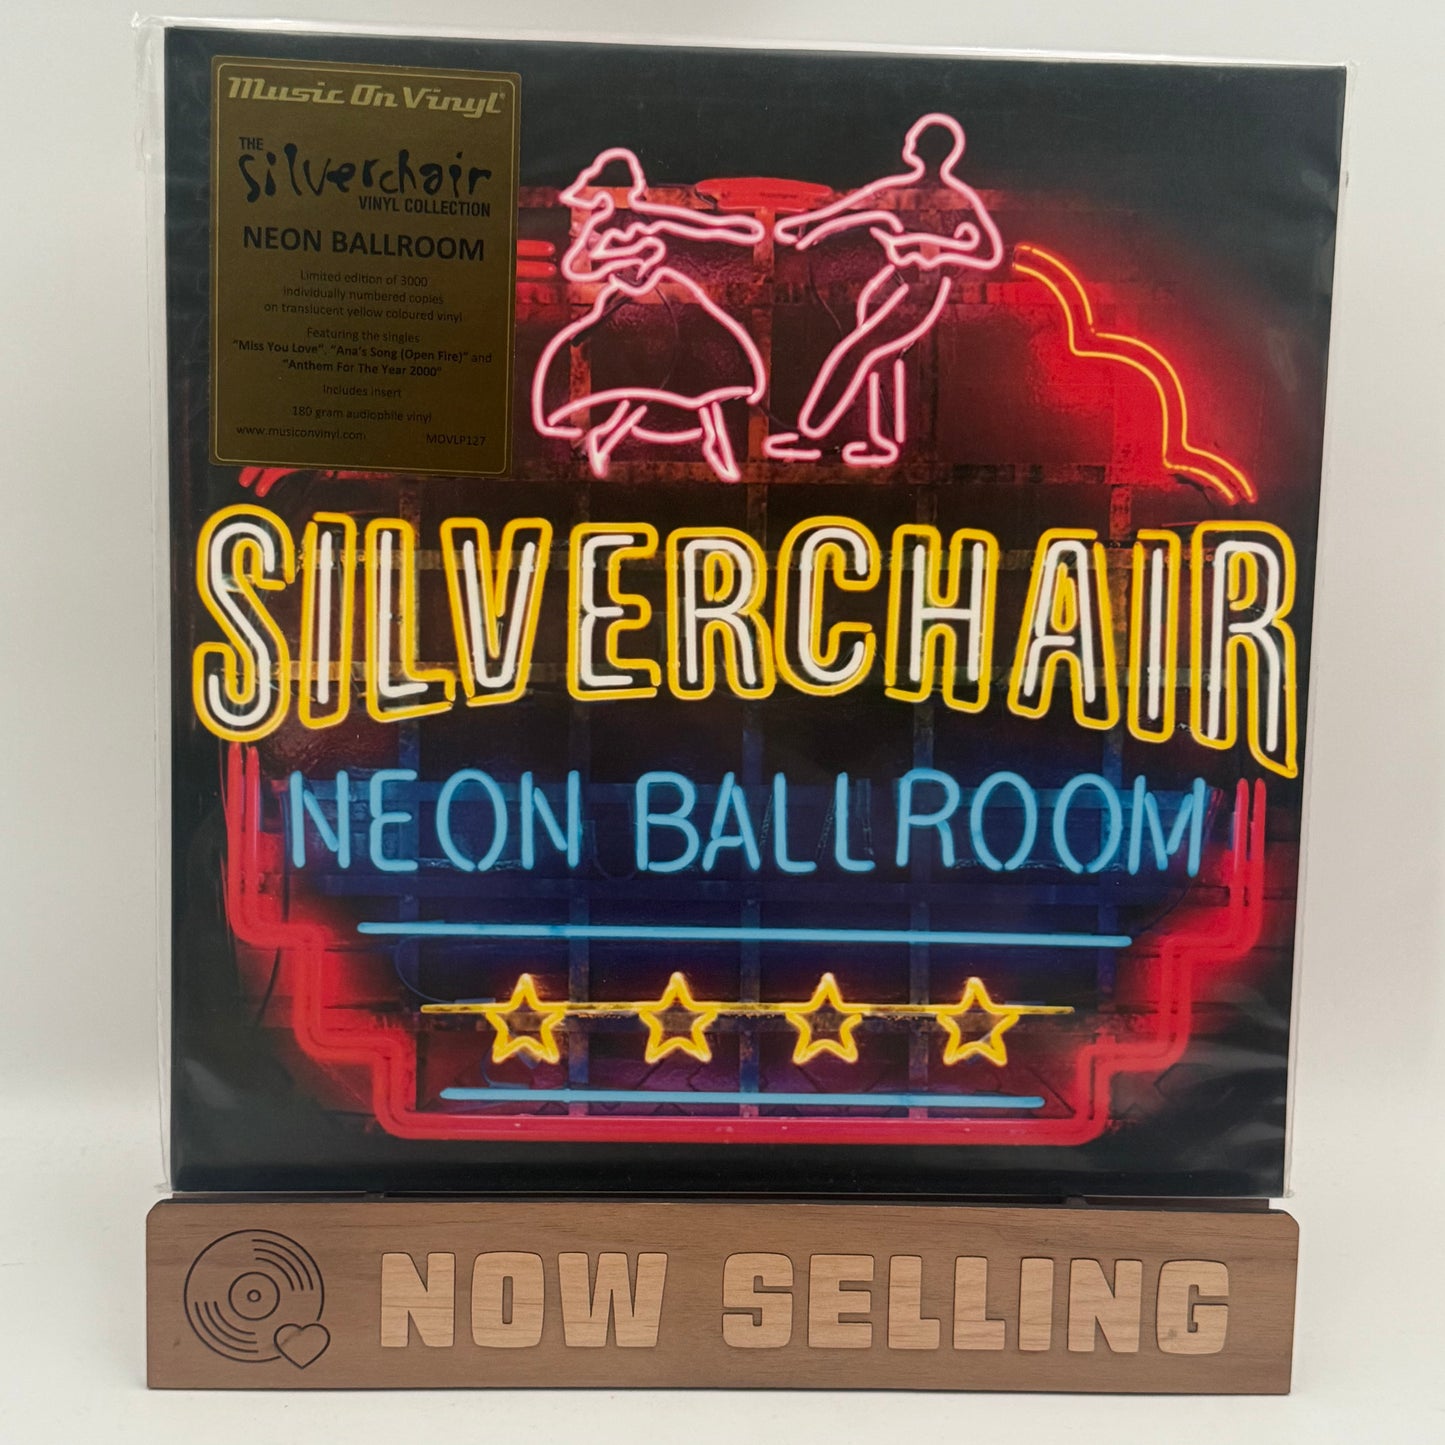 Music On Vinyl
THE
silverchair
VINYL COLLECTION
NEON BALLROOM
Limited edition of 3000
individually numbered copies
on translucent yellow coloured vinyl
Featuring the singles
"Miss You Love", "Ana's Song (Open Fire)" and
"Anthem For The Year 2000"
Includes insert
180 gram audiophile vinyl
www.musiconvinyl.com MOVLP127
SILVERCHAIR
NEON BALLROOM
NOW SELLING